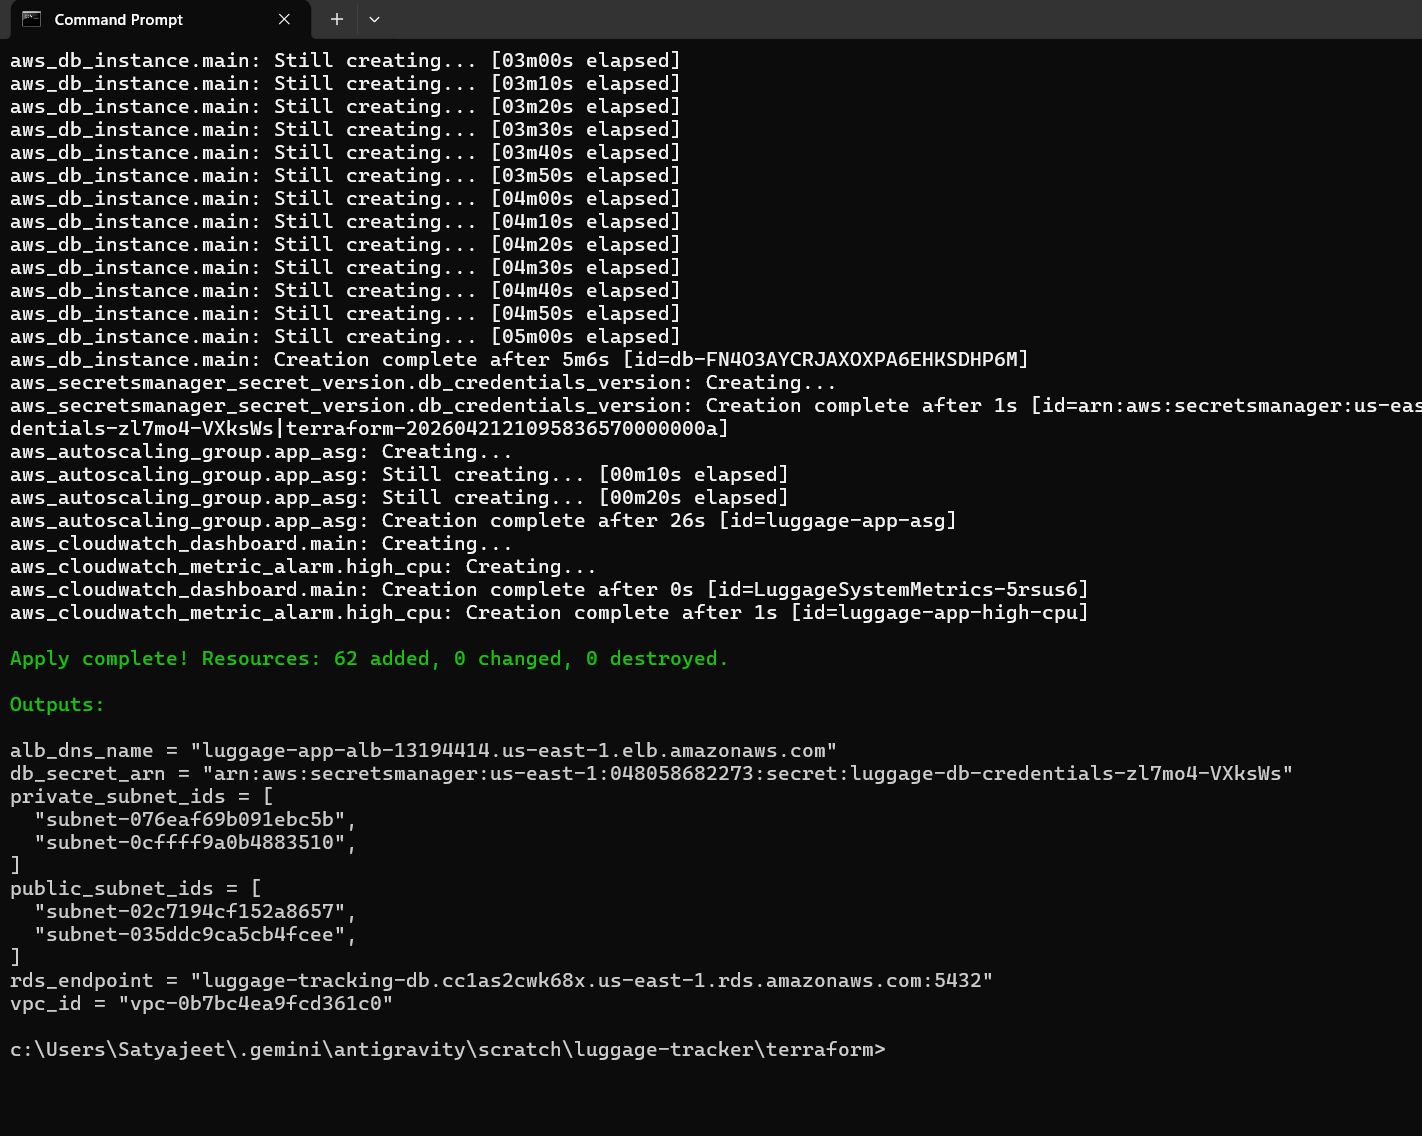 Command Prompt
aws_db_instance.main: Still creating... [03m00s elapsed]
aws_db_instance.main: Still creating... [03m10s elapsed]
aws_db_instance.main: Still creating... [03m20s elapsed]
aws_db_instance.main: Still creating... [03m30s elapsed]
aws_db_instance.main: Still creating... [03m40s elapsed]
aws_db_instance.main: Still creating... [03m50s elapsed]
aws_db_instance.main: Still creating... [04m00s elapsed]
aws_db_instance.main: Still creating... [04m10s elapsed]
aws_db_instance.main: Still creating... [04m20s elapsed]
aws_db_instance.main: Still creating... [04m30s elapsed]
aws_db_instance.main: Still creating... [04m40s elapsed]
aws_db_instance.main: Still creating... [04m50s elapsed]
aws_db_instance.main: Still creating... [05m00s elapsed]
aws_db_instance.main: Creation complete after 5m6s [id=db-FN4O3AYCRJAXOXPA6EHKSDHP6M]
aws_secretsmanager_secret_version.db_credentials_version: Creating...
aws_secretsmanager_secret_version.db_credentials_version: Creation complete after 1s [id=arn:aws:secretsmanager:us-eas
dentials-zl7mo4-VXksWs|terraform-20260421210958365700000000a]
aws_autoscaling_group.app_asg: Creating...
aws_autoscaling_group.app_asg: Still creating... [00m10s elapsed]
aws_autoscaling_group.app_asg: Still creating... [00m20s elapsed]
aws_autoscaling_group.app_asg: Creation complete after 26s [id=luggage-app-asg]
aws_cloudwatch_dashboard.main: Creating...
aws_cloudwatch_metric_alarm.high_cpu: Creating...
aws_cloudwatch_dashboard.main: Creation complete after 0s [id=LuggageSystemMetrics-5rsus6]
aws_cloudwatch_metric_alarm.high_cpu: Creation complete after 1s [id=luggage-app-high-cpu]
Apply complete! Resources: 62 added, 0 changed, 0 destroyed.
Outputs:
alb_dns_name = "luggage-app-alb-13194414.us-east-1.elb.amazonaws.com"
db_secret_arn = "arn:aws:secretsmanager:us-east-1:048058682273:secret:luggage-db-credentials-zl7mo4-VXksWs"
private_subnet_ids = [
"subnet-076eaf69b091ebc5b",
"subnet-0cffff9a0b4883510",
]
public_subnet_ids = [
"subnet-02c7194cf152a8657",
"subnet-035ddc9ca5cb4fcee",
]
rds_endpoint = "luggage-tracking-db.cc1as2cwk68x.us-east-1.rds.amazonaws.com:5432"
vpc_id = "vpc-0b7bc4ea9fcd361c0"
c:\Users\Satyajeet\.gemini\antigravity\scratch\luggage-tracker\terraform>